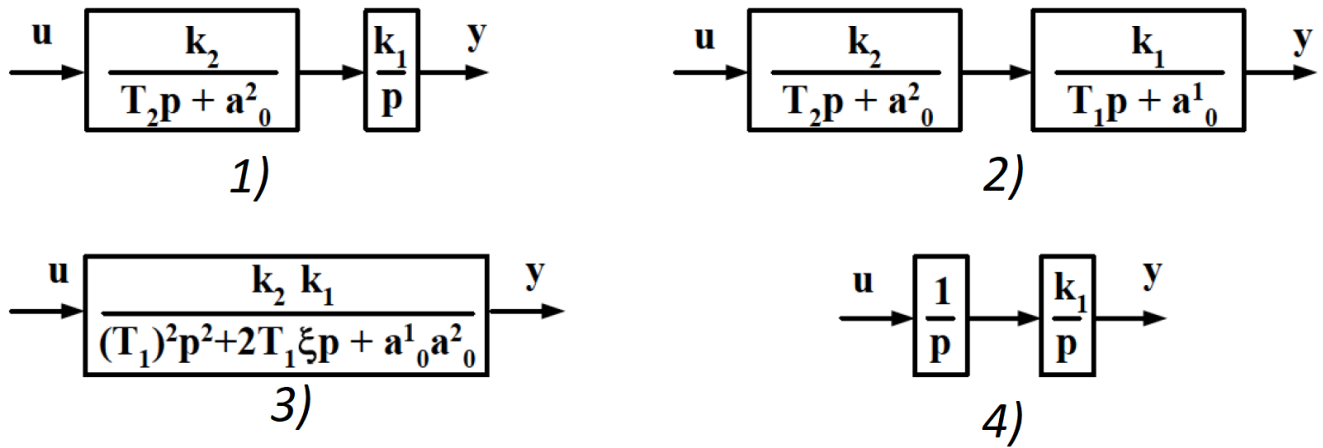 u k₂ k₁ y
T₂p + a²₀ p
1)
u k₂ k₁ y
T₂p + a²₀ T₁p + a¹₀
2)
u k₂ k₁ y
(T₁)²p²+2T₁ξp + a¹₀a²₀
3)
u 1 k₁ y
p p
4)